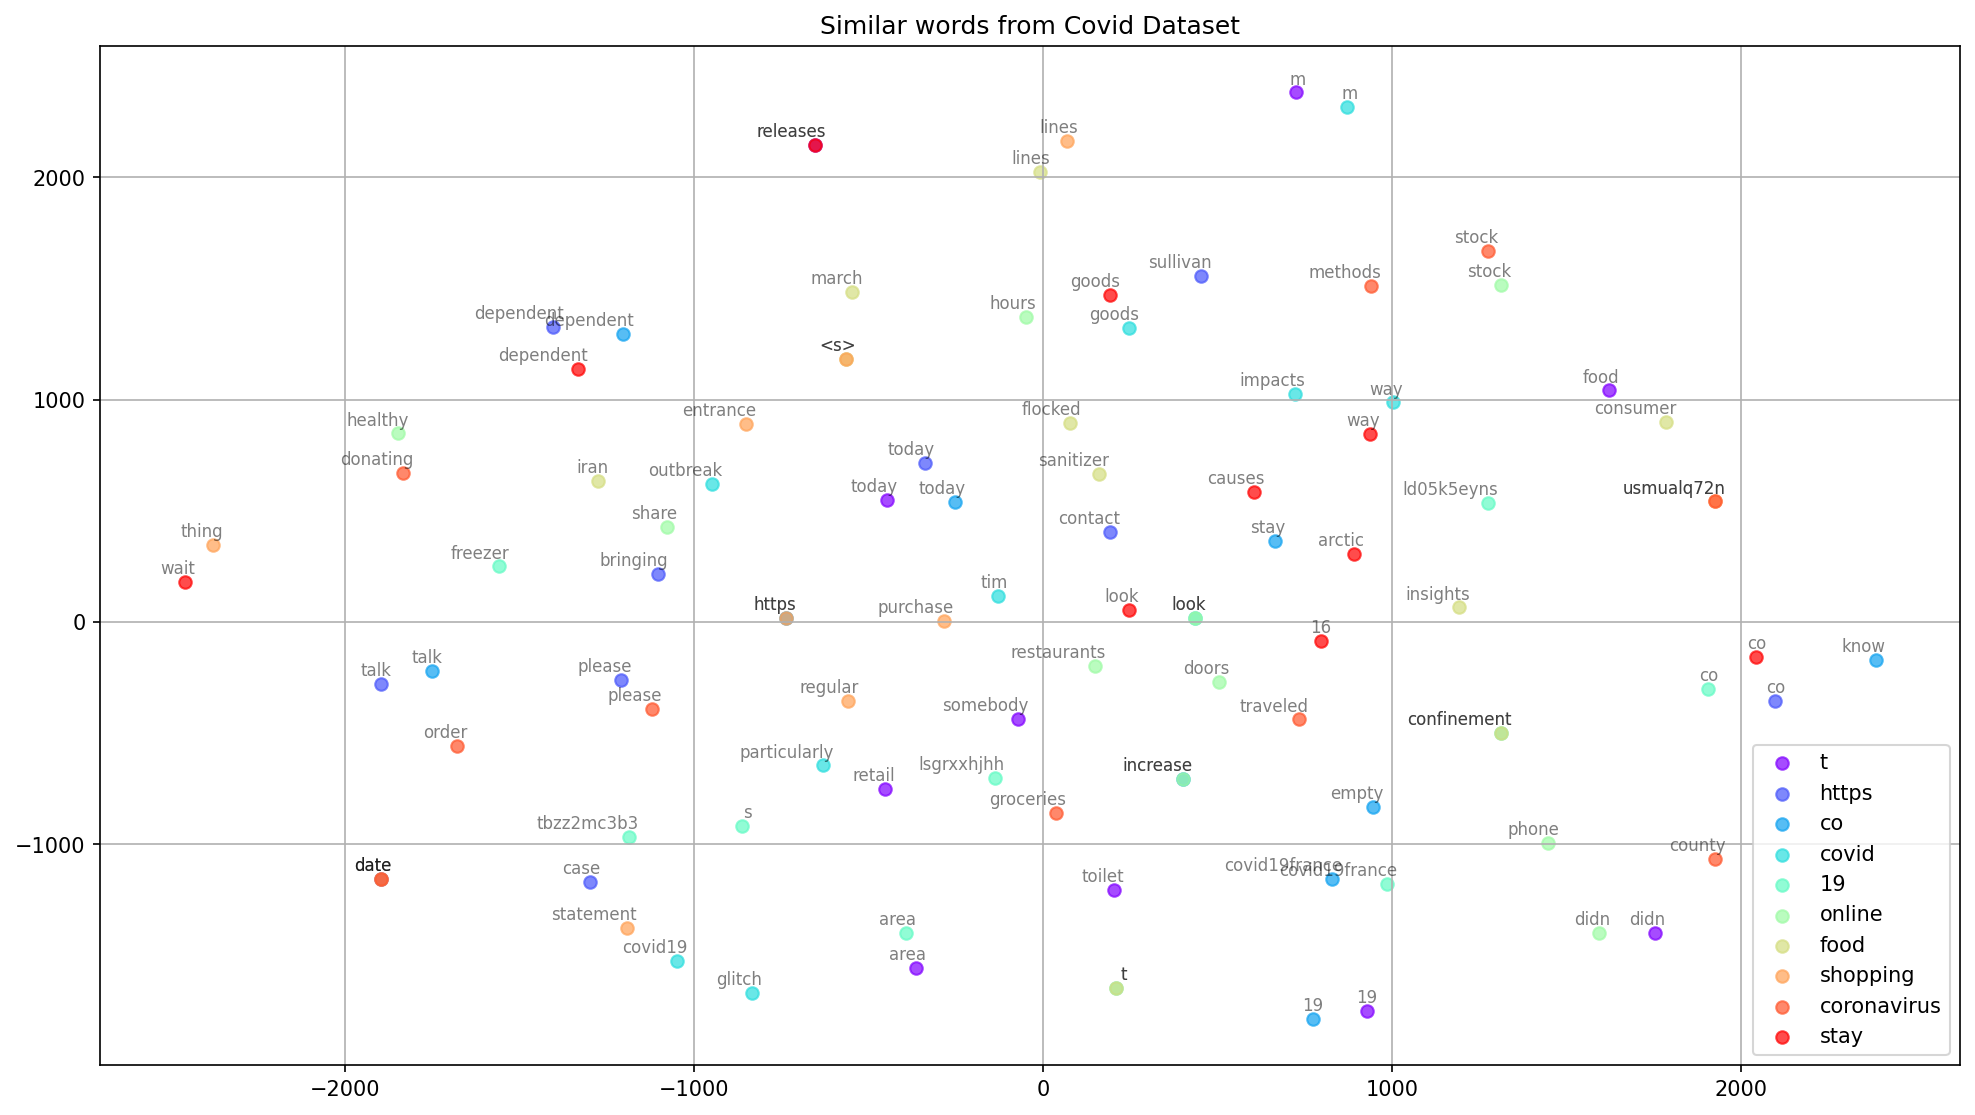 Similar words from Covid Dataset
m
m
releases
lines
lines
2000
stock
sullivan
methods
stock
march
goods
hours
goods
dependent
dependent
<s>
dependent
impacts
food
way
1000
healthy
entrance
flocked
consumer
way
donating
today
iran
outbreak
sanitizer
today
today
causes
ld05k5eyns
usmualq72n
share
contact
thing
stay
freezer
arctic
wait
bringing
tim
https
purchase
look
look
insights
0
16
restaurants
co
know
talk
talk
please
doors
co
co
please
regular
somebody
traveled
confinement
order
particularly
retail
lsgrxxhjhh
increase
groceries
empty
tbzz2mc3b3
s
phone
−1000
county
date
case
toilet
covid19france
covid19france
statement
area
didn
didn
covid19
area
glitch
t
19
19
t
https
co
covid
19
online
food
shopping
coronavirus
stay
−2000
−1000
0
1000
2000